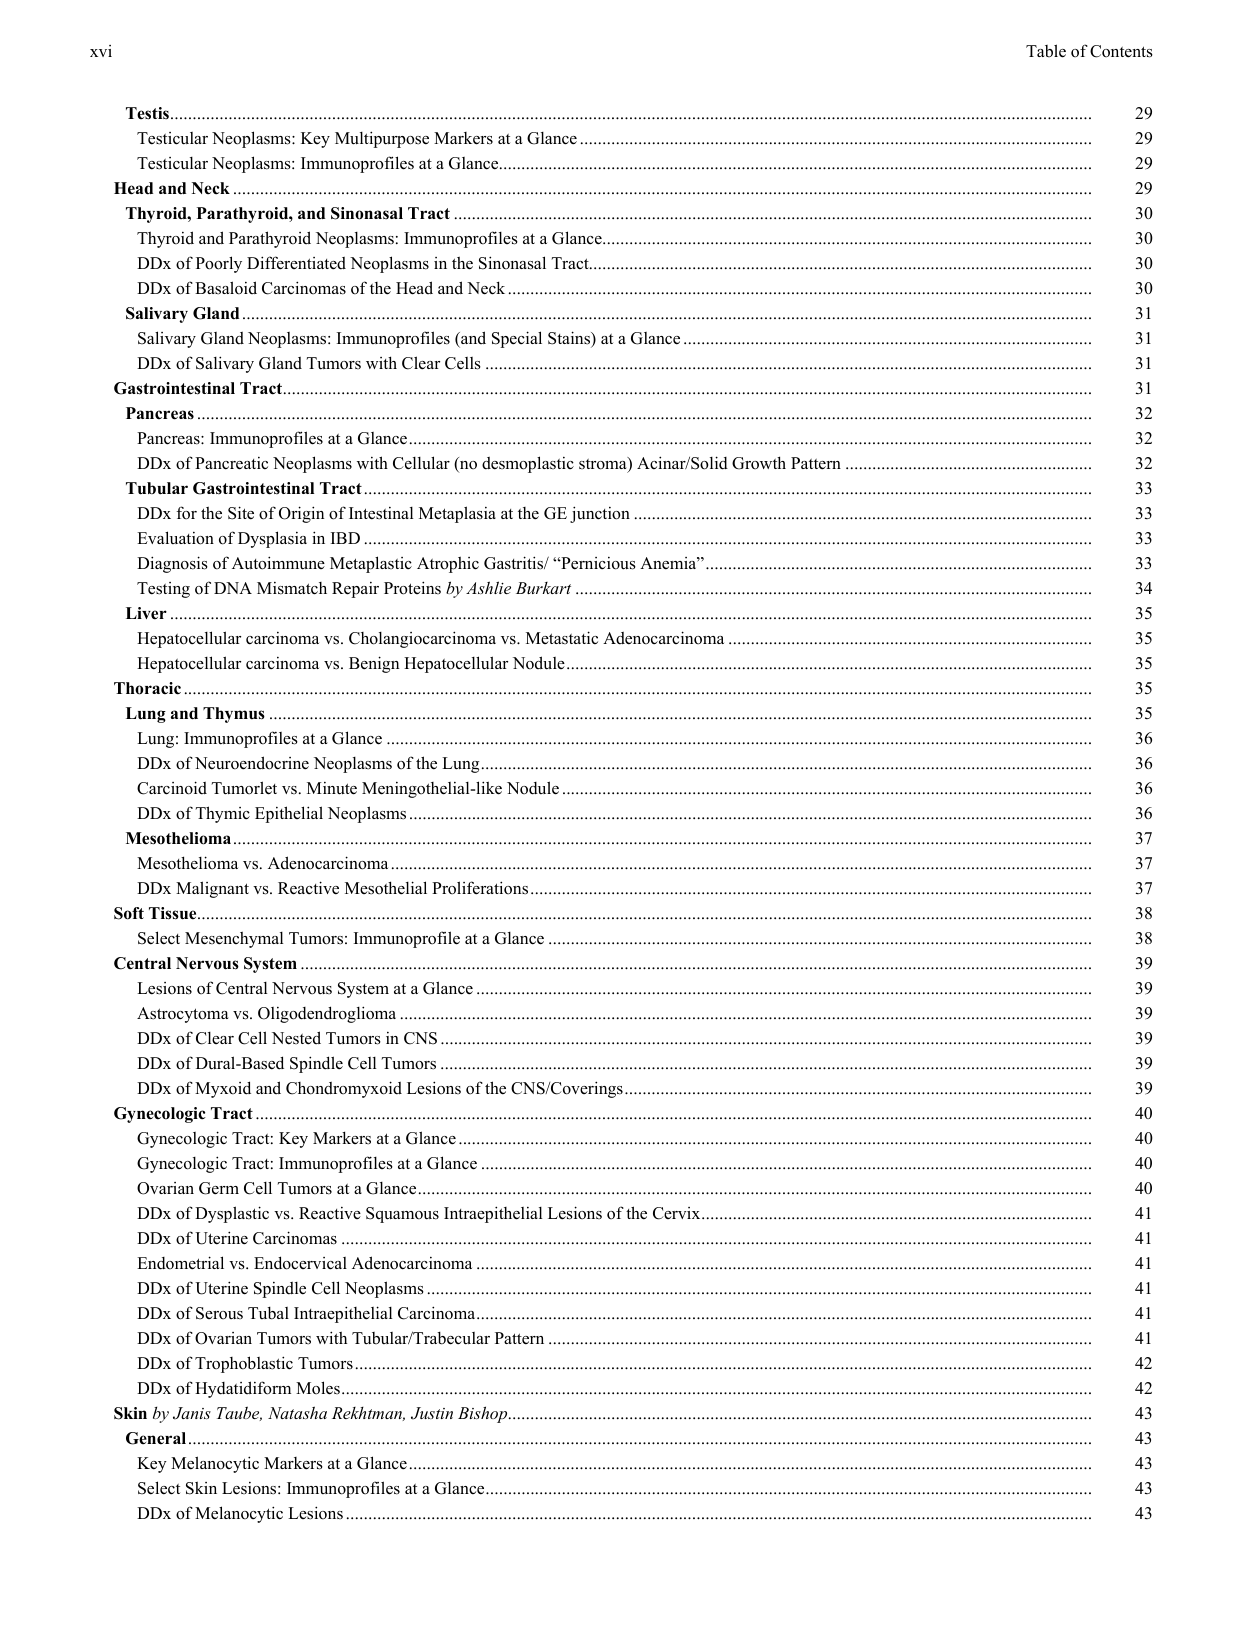 xvi Table of Contents
Testis 29
Testicular Neoplasms: Key Multipurpose Markers at a Glance 29
Testicular Neoplasms: Immunoprofiles at a Glance 29
Head and Neck 29
Thyroid, Parathyroid, and Sinonasal Tract 30
Thyroid and Parathyroid Neoplasms: Immunoprofiles at a Glance 30
DDx of Poorly Differentiated Neoplasms in the Sinonasal Tract 30
DDx of Basaloid Carcinomas of the Head and Neck 30
Salivary Gland 31
Salivary Gland Neoplasms: Immunoprofiles (and Special Stains) at a Glance 31
DDx of Salivary Gland Tumors with Clear Cells 31
Gastrointestinal Tract 31
Pancreas 32
Pancreas: Immunoprofiles at a Glance 32
DDx of Pancreatic Neoplasms with Cellular (no desmoplastic stroma) Acinar/Solid Growth Pattern 32
Tubular Gastrointestinal Tract 33
DDx for the Site of Origin of Intestinal Metaplasia at the GE junction 33
Evaluation of Dysplasia in IBD 33
Diagnosis of Autoimmune Metaplastic Atrophic Gastritis/ “Pernicious Anemia” 33
Testing of DNA Mismatch Repair Proteins by Ashlie Burkart 34
Liver 35
Hepatocellular carcinoma vs. Cholangiocarcinoma vs. Metastatic Adenocarcinoma 35
Hepatocellular carcinoma vs. Benign Hepatocellular Nodule 35
Thoracic 35
Lung and Thymus 35
Lung: Immunoprofiles at a Glance 36
DDx of Neuroendocrine Neoplasms of the Lung 36
Carcinoid Tumorlet vs. Minute Meningothelial-like Nodule 36
DDx of Thymic Epithelial Neoplasms 36
Mesothelioma 37
Mesothelioma vs. Adenocarcinoma 37
DDx Malignant vs. Reactive Mesothelial Proliferations 37
Soft Tissue 38
Select Mesenchymal Tumors: Immunoprofile at a Glance 38
Central Nervous System 39
Lesions of Central Nervous System at a Glance 39
Astrocytoma vs. Oligodendroglioma 39
DDx of Clear Cell Nested Tumors in CNS 39
DDx of Dural-Based Spindle Cell Tumors 39
DDx of Myxoid and Chondromyxoid Lesions of the CNS/Coverings 39
Gynecologic Tract 40
Gynecologic Tract: Key Markers at a Glance 40
Gynecologic Tract: Immunoprofiles at a Glance 40
Ovarian Germ Cell Tumors at a Glance 40
DDx of Dysplastic vs. Reactive Squamous Intraepithelial Lesions of the Cervix 41
DDx of Uterine Carcinomas 41
Endometrial vs. Endocervical Adenocarcinoma 41
DDx of Uterine Spindle Cell Neoplasms 41
DDx of Serous Tubal Intraepithelial Carcinoma 41
DDx of Ovarian Tumors with Tubular/Trabecular Pattern 41
DDx of Trophoblastic Tumors 42
DDx of Hydatidiform Moles 42
Skin by Janis Taube, Natasha Rekhtman, Justin Bishop 43
General 43
Key Melanocytic Markers at a Glance 43
Select Skin Lesions: Immunoprofiles at a Glance 43
DDx of Melanocytic Lesions 43